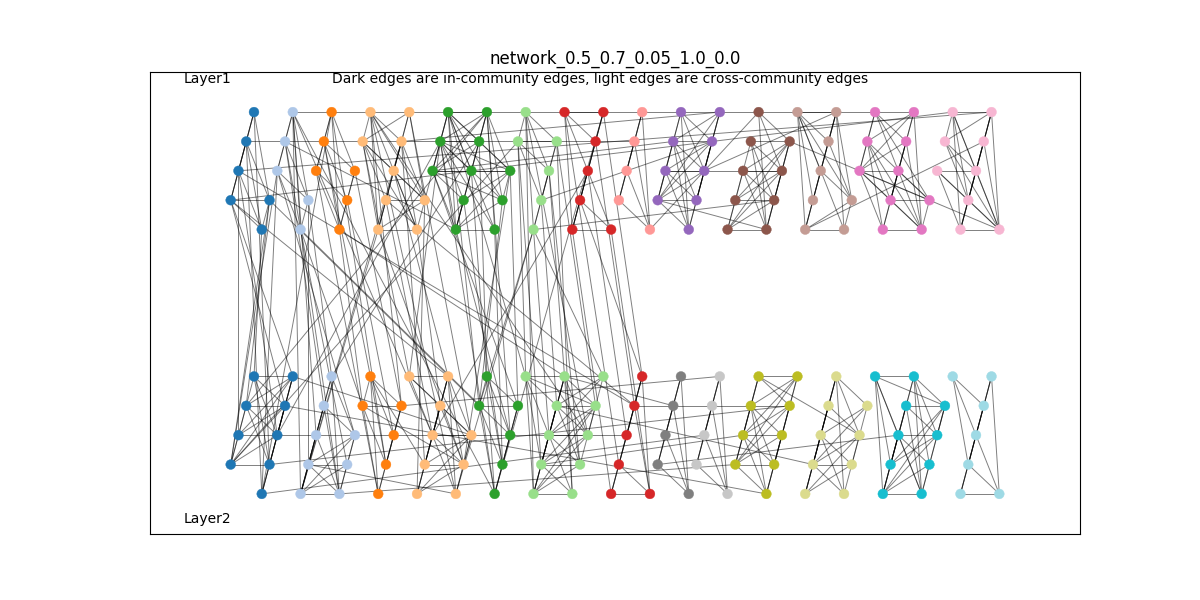 network_0.5_0.7_0.05_1.0_0.0
Layer1
Dark edges are in-community edges, light edges are cross-community edges
Layer2